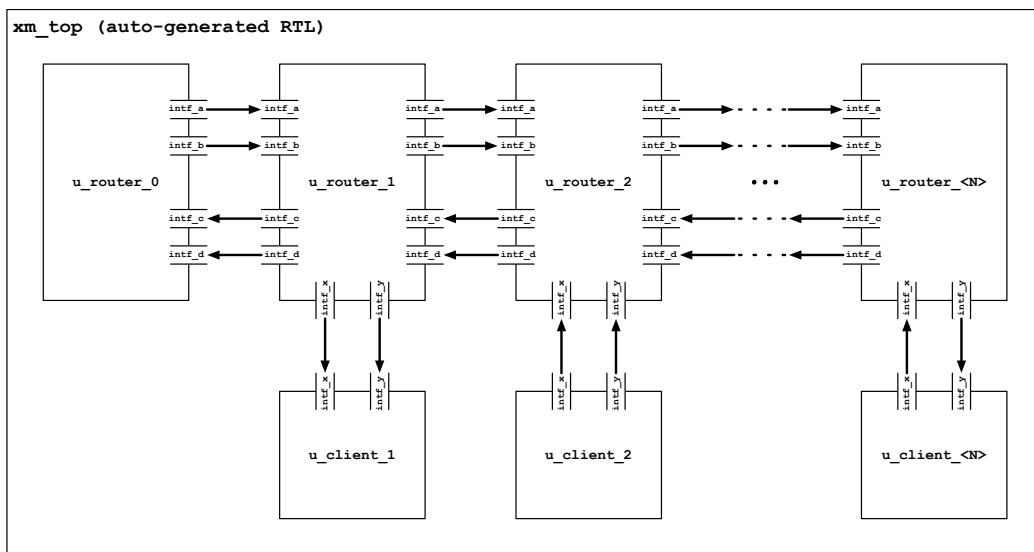 xm_top (auto-generated RTL)
intf_a intf_a intf_a intf_a intf_a intf_a
intf_b intf_b intf_b intf_b intf_b intf_b
u_router_0 u_router_1 u_router_2 ... u_router_<N>
intf_c intf_c intf_c intf_c intf_c intf_c
intf_d intf_d intf_d intf_d intf_d intf_d
intf_x intf_y intf_x intf_y intf_x intf_y
intf_x intf_y intf_x intf_y intf_x intf_y
u_client_1 u_client_2 u_client_<N>